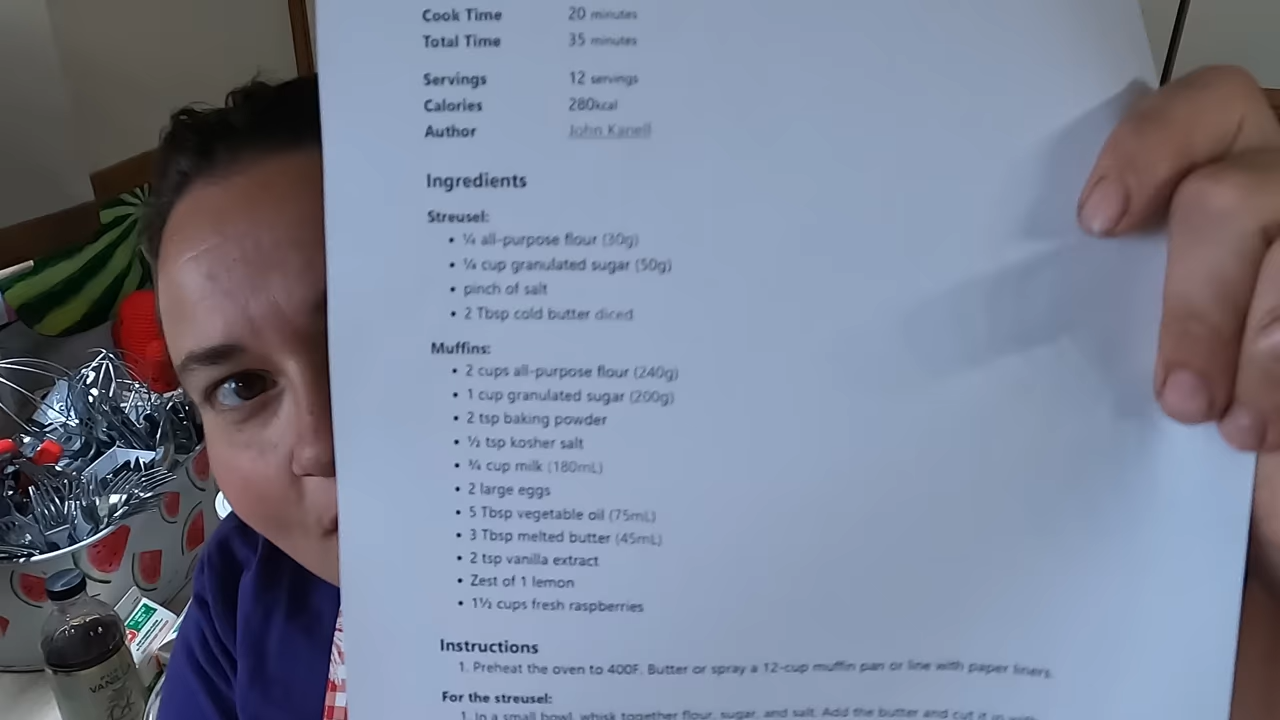 Cook Time 20 minutes
Total Time 35 minutes
Servings 12 servings
Calories 280kcal
Author John Kanell
Ingredients
Streusel:
• ¼ all-purpose flour (30g)
• ¼ cup granulated sugar (50g)
• pinch of salt
• 2 Tbsp cold butter diced
Muffins:
• 2 cups all-purpose flour (240g)
• 1 cup granulated sugar (200g)
• 2 tsp baking powder
• ½ tsp kosher salt
• ¾ cup milk (180mL)
• 2 large eggs
• 5 Tbsp vegetable oil (75mL)
• 3 Tbsp melted butter (45mL)
• 2 tsp vanilla extract
• Zest of 1 lemon
• 1½ cups fresh raspberries
Instructions
1. Preheat the oven to 400F. Butter or spray a 12-cup muffin pan or line with paper liners.
For the streusel:
1. In a small bowl, whisk together flour, sugar, and salt. Add the butter and cut it in with
VANILLA